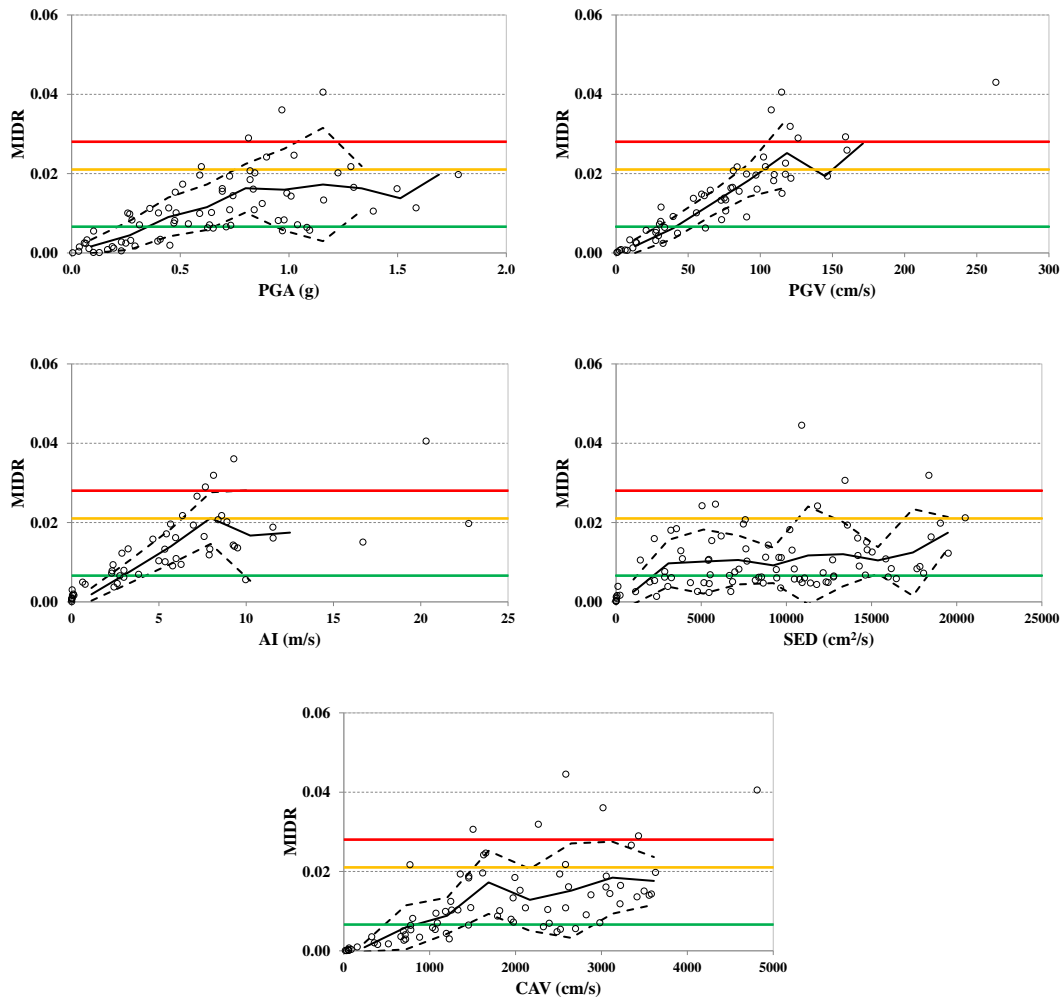 0.06 0.06
0.04 0.04
MIDR MIDR
0.02 0.02
0.00 0.00
0.0 0.5 1.0 1.5 2.0 0 50 100 150 200 250 300
PGA (g) PGV (cm/s)
0.06 0.06
0.04 0.04
MIDR MIDR
0.02 0.02
0.00 0.00
0 5 10 15 20 25 0 5000 10000 15000 20000 25000
AI (m/s) SED (cm²/s)
0.06
0.04
MIDR
0.02
0.00
0 1000 2000 3000 4000 5000
CAV (cm/s)